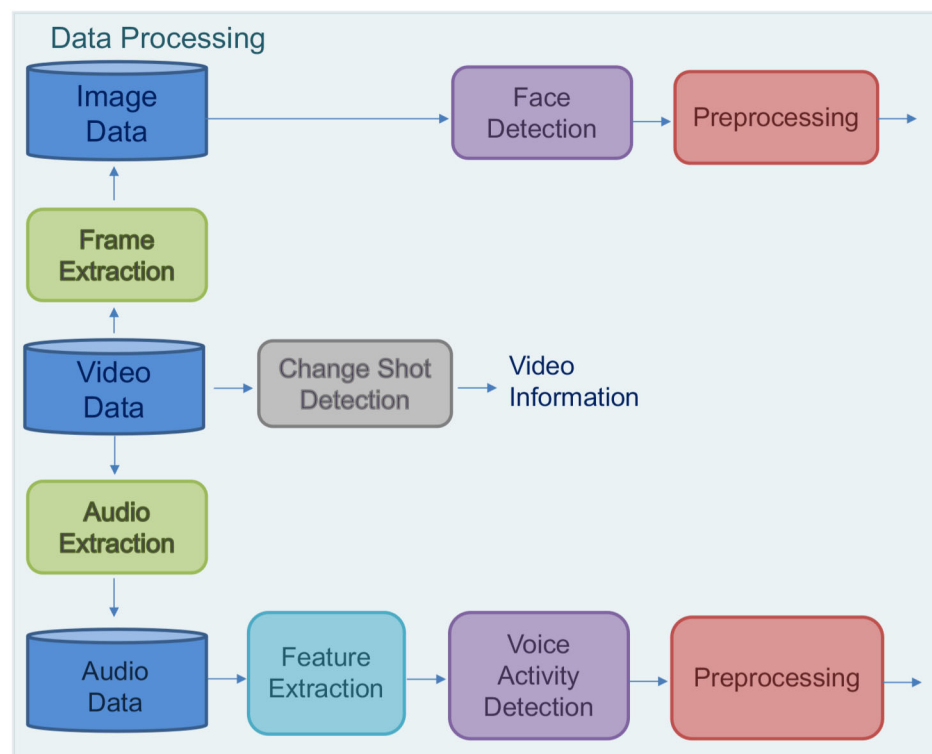 Data Processing
Image
Data
Face
Detection
Preprocessing
Frame
Extraction
Video
Data
Change Shot
Detection
Video
Information
Audio
Extraction
Audio
Data
Feature
Extraction
Voice
Activity
Detection
Preprocessing